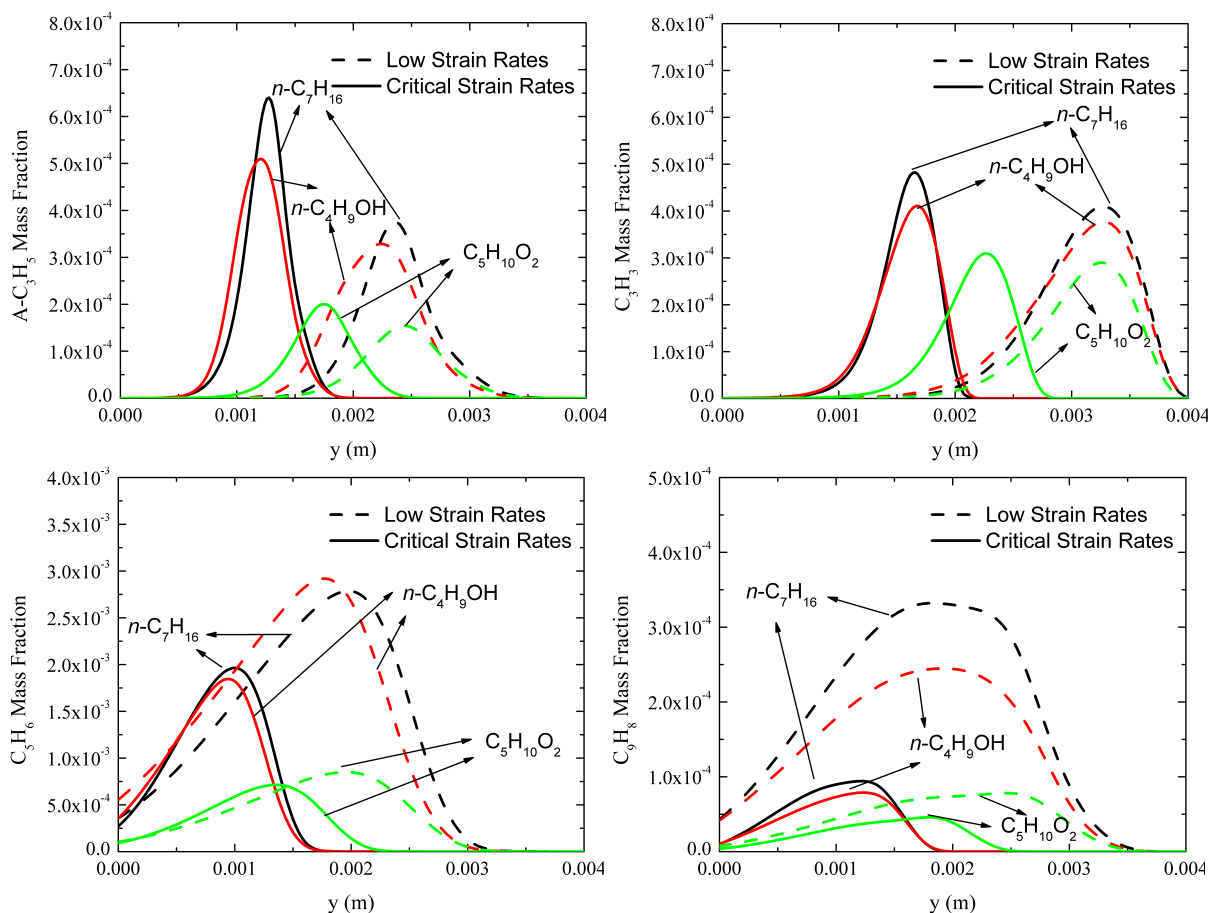 8.0x10⁻⁴
7.0x10⁻⁴
6.0x10⁻⁴
5.0x10⁻⁴
4.0x10⁻⁴
3.0x10⁻⁴
2.0x10⁻⁴
1.0x10⁻⁴
0.0
A-C₃H₅ Mass Fraction
Low Strain Rates
Critical Strain Rates
n-C₇H₁₆
n-C₄H₉OH
C₅H₁₀O₂
0.000 0.001 0.002 0.003 0.004
y (m)
8.0x10⁻⁴
7.0x10⁻⁴
6.0x10⁻⁴
5.0x10⁻⁴
4.0x10⁻⁴
3.0x10⁻⁴
2.0x10⁻⁴
1.0x10⁻⁴
0.0
C₃H₃ Mass Fraction
Low Strain Rates
Critical Strain Rates
n-C₇H₁₆
n-C₄H₉OH
C₅H₁₀O₂
0.000 0.001 0.002 0.003 0.004
y (m)
4.0x10⁻³
3.5x10⁻³
3.0x10⁻³
2.5x10⁻³
2.0x10⁻³
1.5x10⁻³
1.0x10⁻³
5.0x10⁻⁴
0.0
C₅H₆ Mass Fraction
Low Strain Rates
Critical Strain Rates
n-C₄H₉OH
n-C₇H₁₆
C₅H₁₀O₂
0.000 0.001 0.002 0.003 0.004
y (m)
5.0x10⁻⁴
4.0x10⁻⁴
3.0x10⁻⁴
2.0x10⁻⁴
1.0x10⁻⁴
0.0
C₉H₈ Mass Fraction
Low Strain Rates
Critical Strain Rates
n-C₇H₁₆
n-C₄H₉OH
C₅H₁₀O₂
0.000 0.001 0.002 0.003 0.004
y (m)